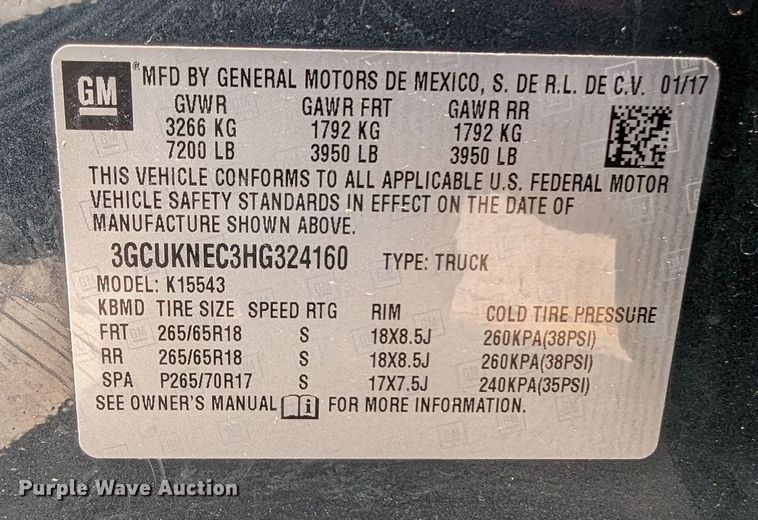 GM ® MFD BY GENERAL MOTORS DE MEXICO, S. DE R.L. DE C.V. 01/17
GVWR GAWR FRT GAWR RR
3266 KG 1792 KG 1792 KG
7200 LB 3950 LB 3950 LB
THIS VEHICLE CONFORMS TO ALL APPLICABLE U.S. FEDERAL MOTOR
VEHICLE SAFETY STANDARDS IN EFFECT ON THE DATE OF
MANUFACTURE SHOWN ABOVE.
3GCUKNEC3HG324160 TYPE: TRUCK
MODEL: K15543
KBMD TIRE SIZE SPEED RTG RIM COLD TIRE PRESSURE
FRT 265/65R18 S 18X8.5J 260KPA(38PSI)
RR 265/65R18 S 18X8.5J 260KPA(38PSI)
SPA P265/70R17 S 17X7.5J 240KPA(35PSI)
SEE OWNER'S MANUAL i FOR MORE INFORMATION.
Purple Wave Auction